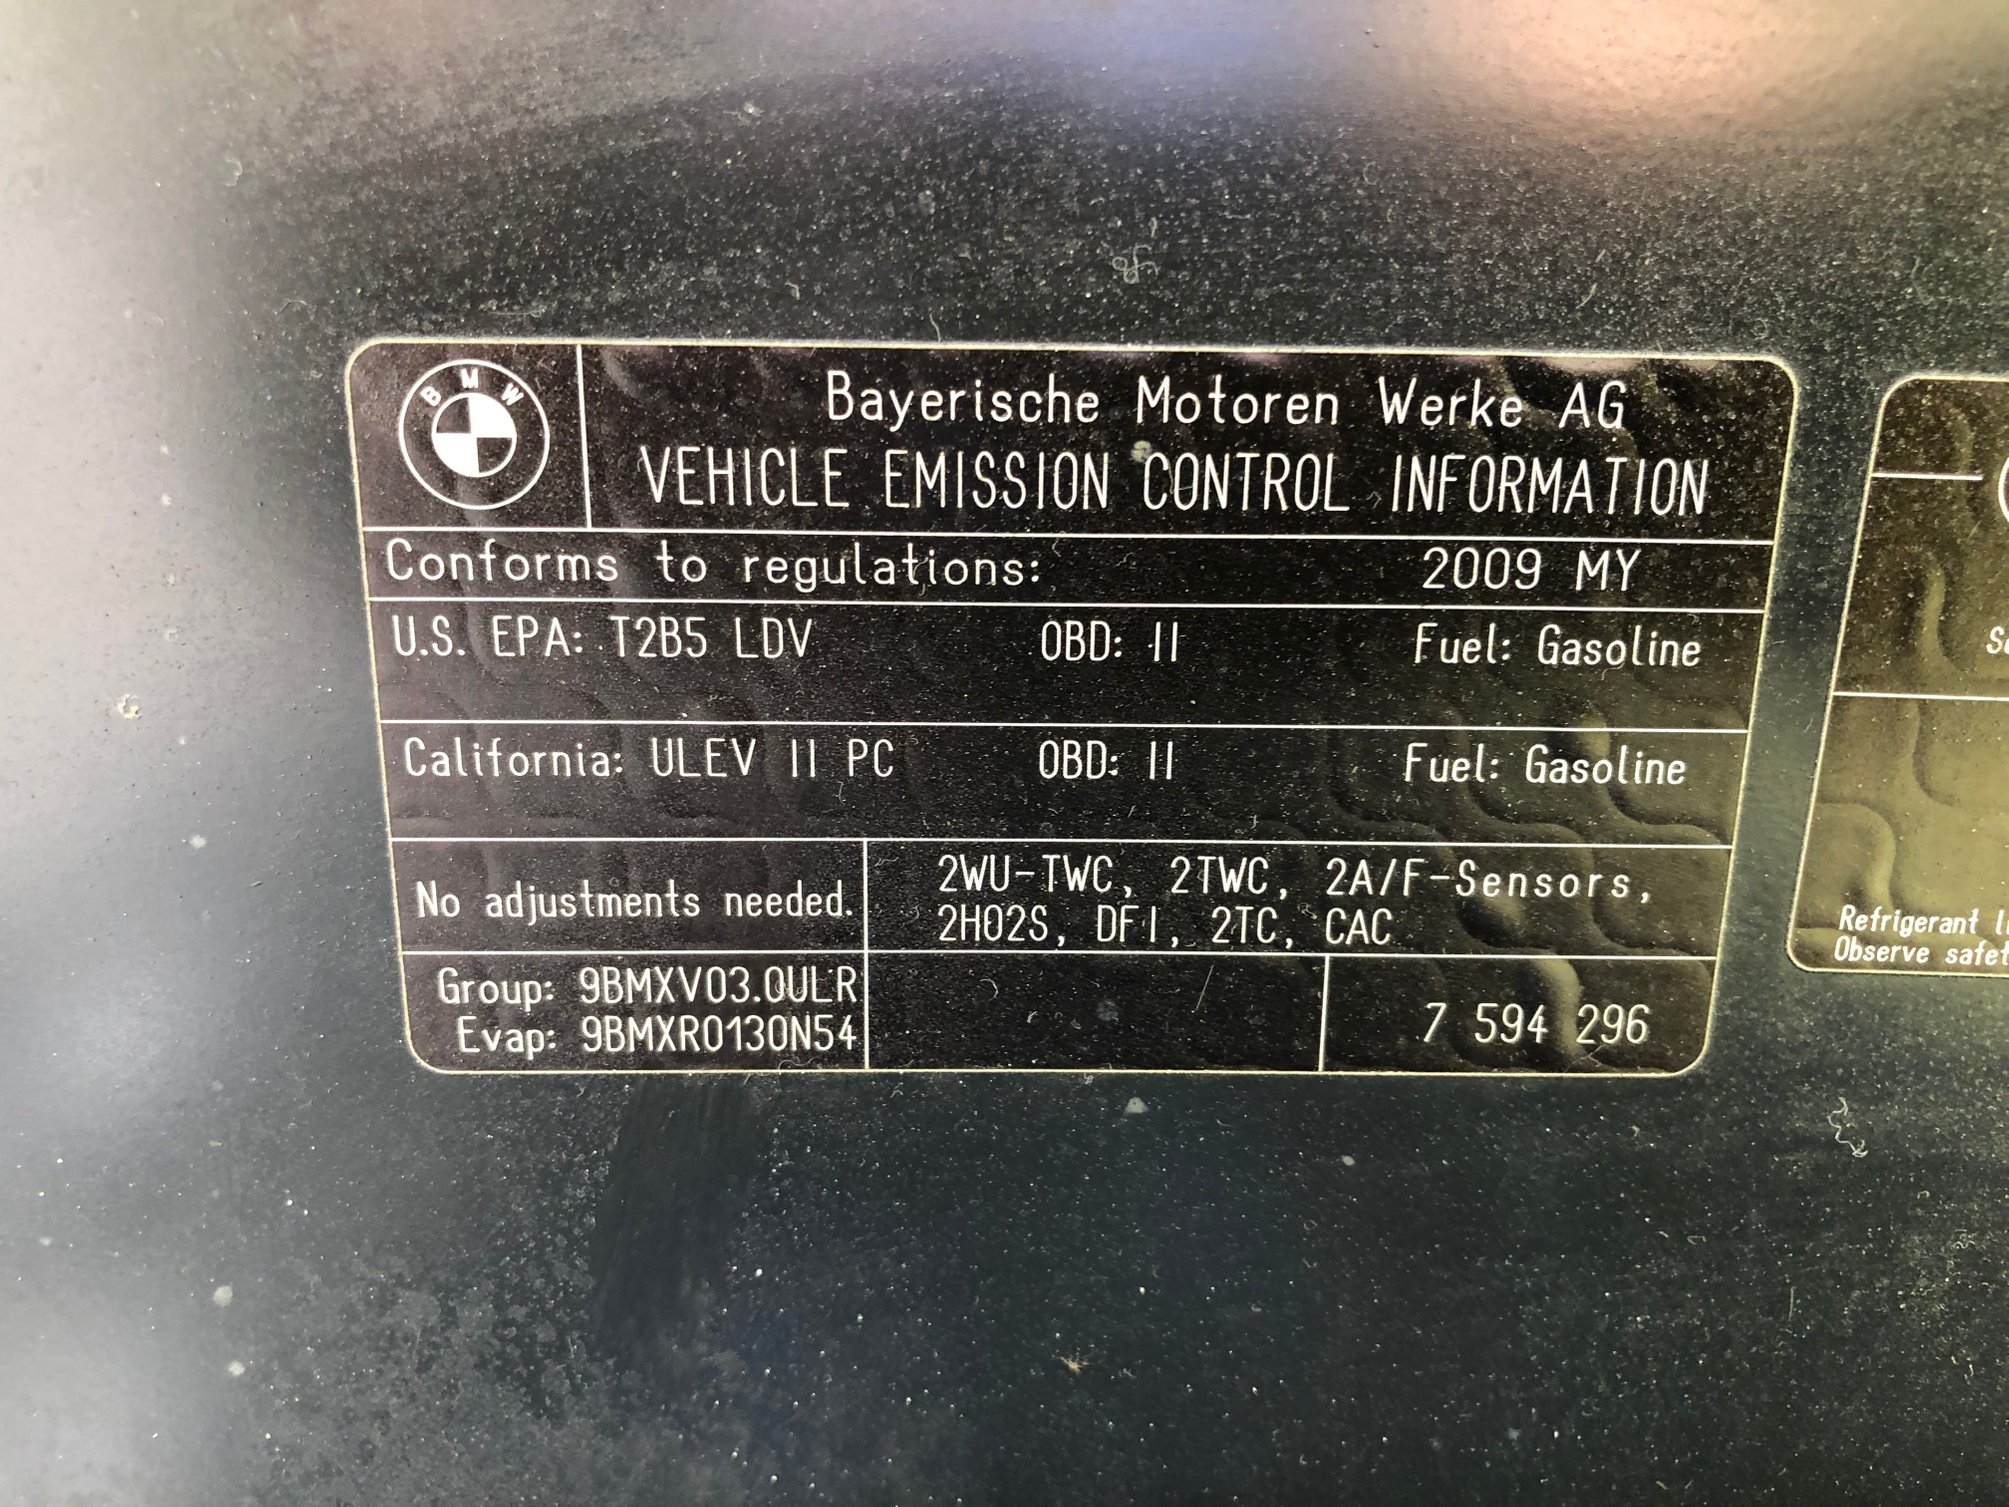 BMW
Bayerische Motoren Werke AG
VEHICLE EMISSION CONTROL INFORMATION
Conforms to regulations: 2009 MY
U.S. EPA: T2B5 LDV OBD: II Fuel: Gasoline
California: ULEV II PC OBD: II Fuel: Gasoline
No adjustments needed.
2WU-TWC, 2TWC, 2A/F-Sensors,
2HO2S, DFI, 2TC, CAC
Group: 9BMXV03.0ULR
Evap: 9BMXR0130N54
7 594 296
Refrigerant
Observe